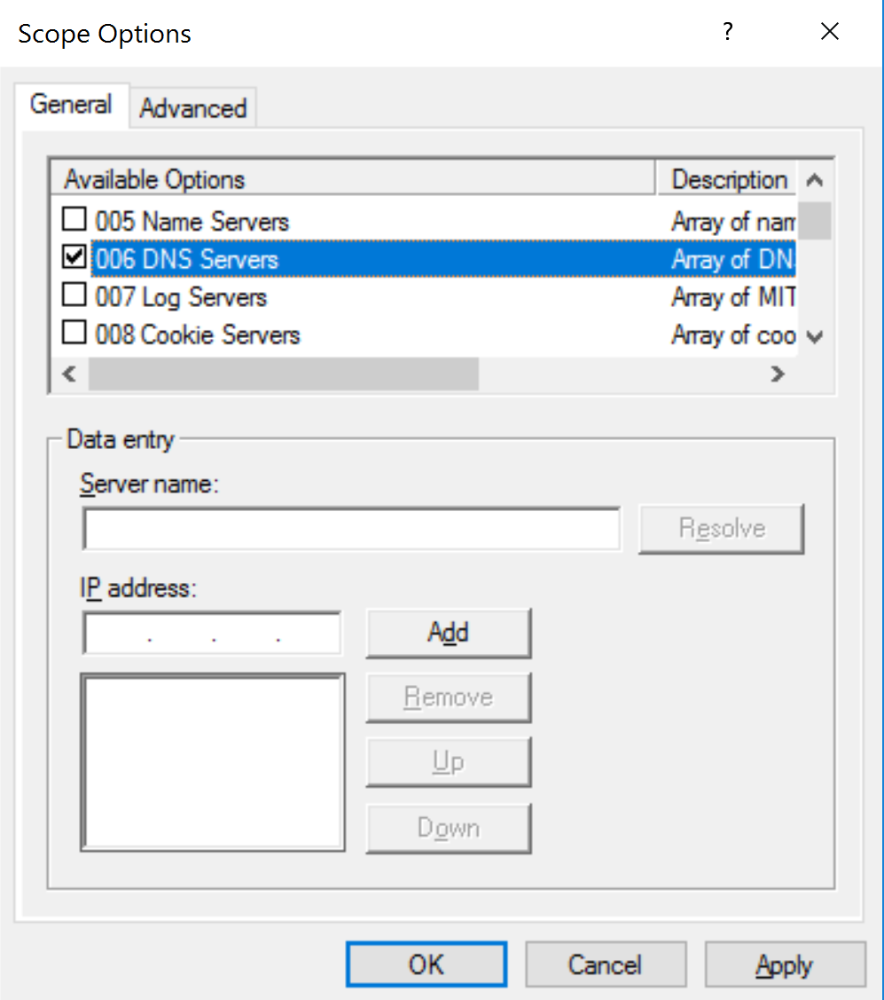 Scope Options ?
General Advanced
Available Options Description
005 Name Servers Array of nam
006 DNS Servers Array of DN
007 Log Servers Array of MIT
008 Cookie Servers Array of coo
Data entry
Server name:
Resolve
IP address:
. . . Add
Remove
Up
Down
OK Cancel Apply